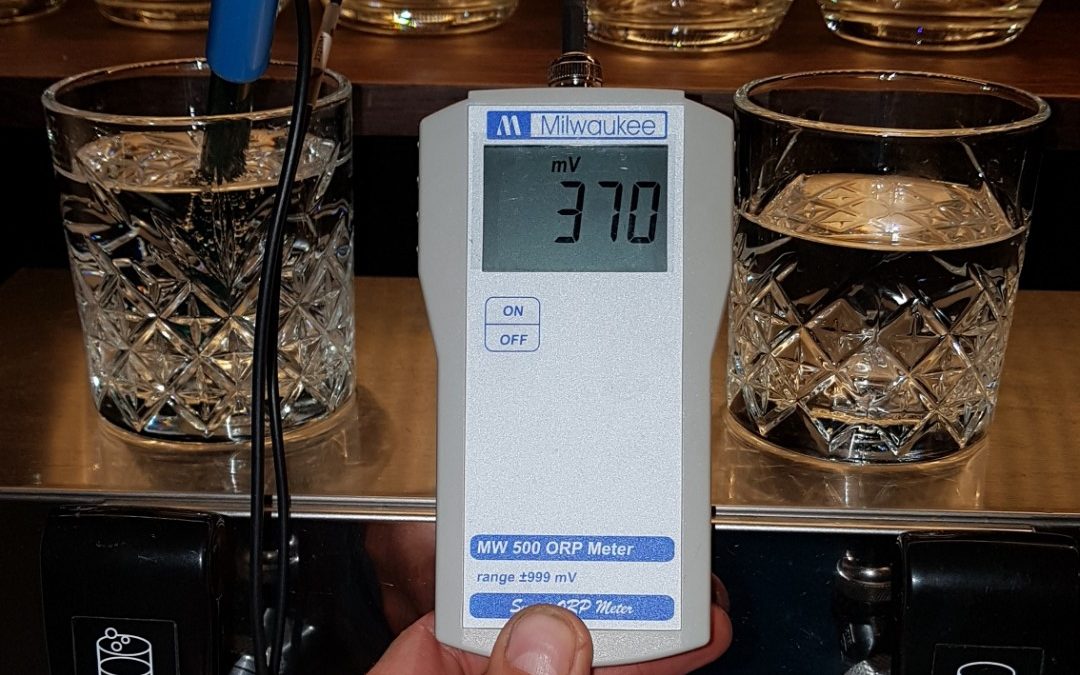 Milwaukee
mV
370
ON
OFF
MW 500 ORP Meter
range ±999 mV
ORP Meter